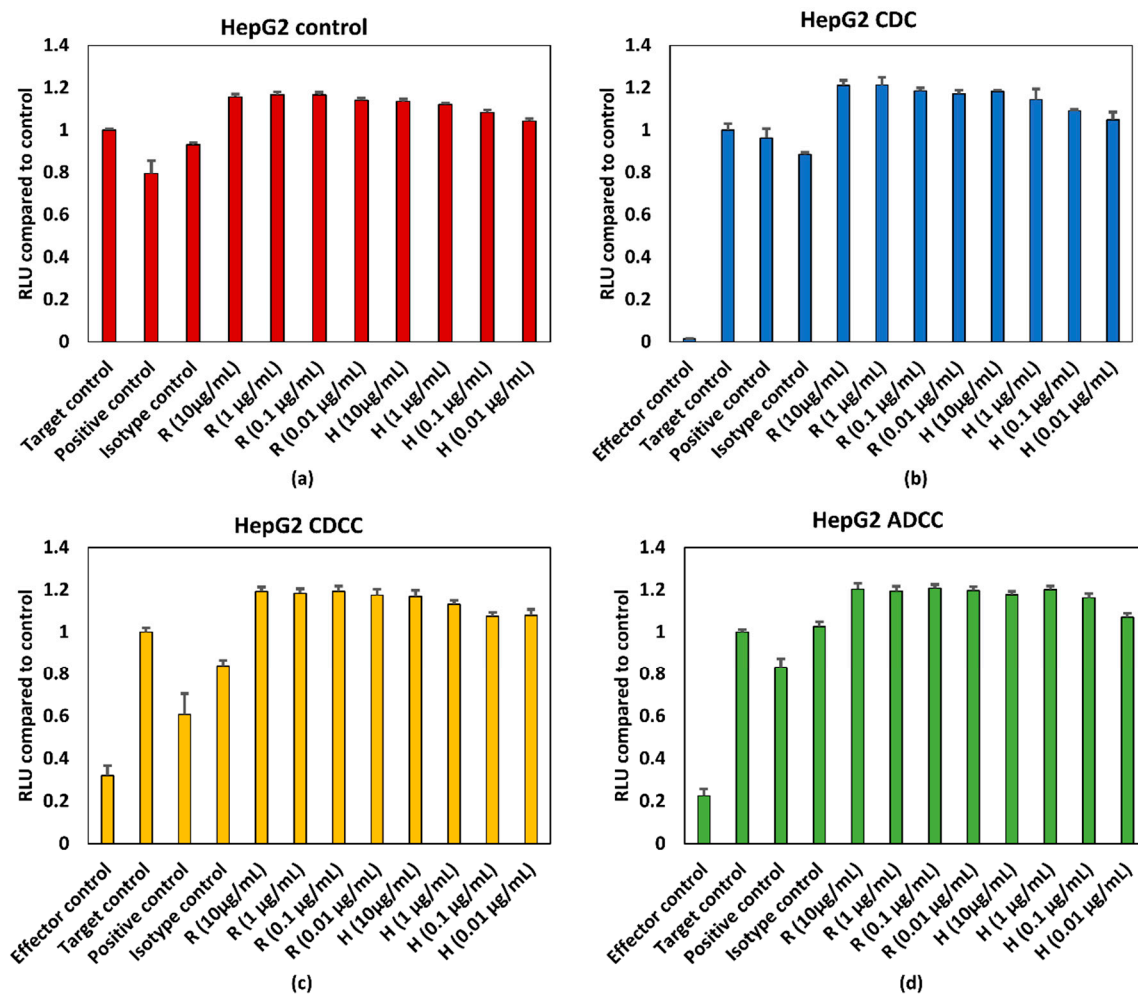 HepG2 control
RLU compared to control
1.4
1.2
1
0.8
0.6
0.4
0.2
0
Target control
Positive control
Isotype control
R (10µg/mL)
R (1 µg/mL)
R (0.1 µg/mL)
R (0.01 µg/mL)
H (10µg/mL)
H (1 µg/mL)
H (0.1 µg/mL)
H (0.01 µg/mL)
(a)
HepG2 CDC
RLU compared to control
1.4
1.2
1
0.8
0.6
0.4
0.2
0
Effector control
Target control
Positive control
Isotype control
R (10µg/mL)
R (1 µg/mL)
R (0.1 µg/mL)
R (0.01 µg/mL)
H (10µg/mL)
H (1 µg/mL)
H (0.1 µg/mL)
H (0.01 µg/mL)
(b)
HepG2 CDCC
RLU compared to control
1.4
1.2
1
0.8
0.6
0.4
0.2
0
Effector control
Target control
Positive control
Isotype control
R (10µg/mL)
R (1 µg/mL)
R (0.1 µg/mL)
R (0.01 µg/mL)
H (10µg/mL)
H (1 µg/mL)
H (0.1 µg/mL)
H (0.01 µg/mL)
(c)
HepG2 ADCC
RLU compared to control
1.4
1.2
1
0.8
0.6
0.4
0.2
0
Effector control
Target control
Positive control
Isotype control
R (10µg/mL)
R (1 µg/mL)
R (0.1 µg/mL)
R (0.01 µg/mL)
H (10µg/mL)
H (1 µg/mL)
H (0.1 µg/mL)
H (0.01 µg/mL)
(d)